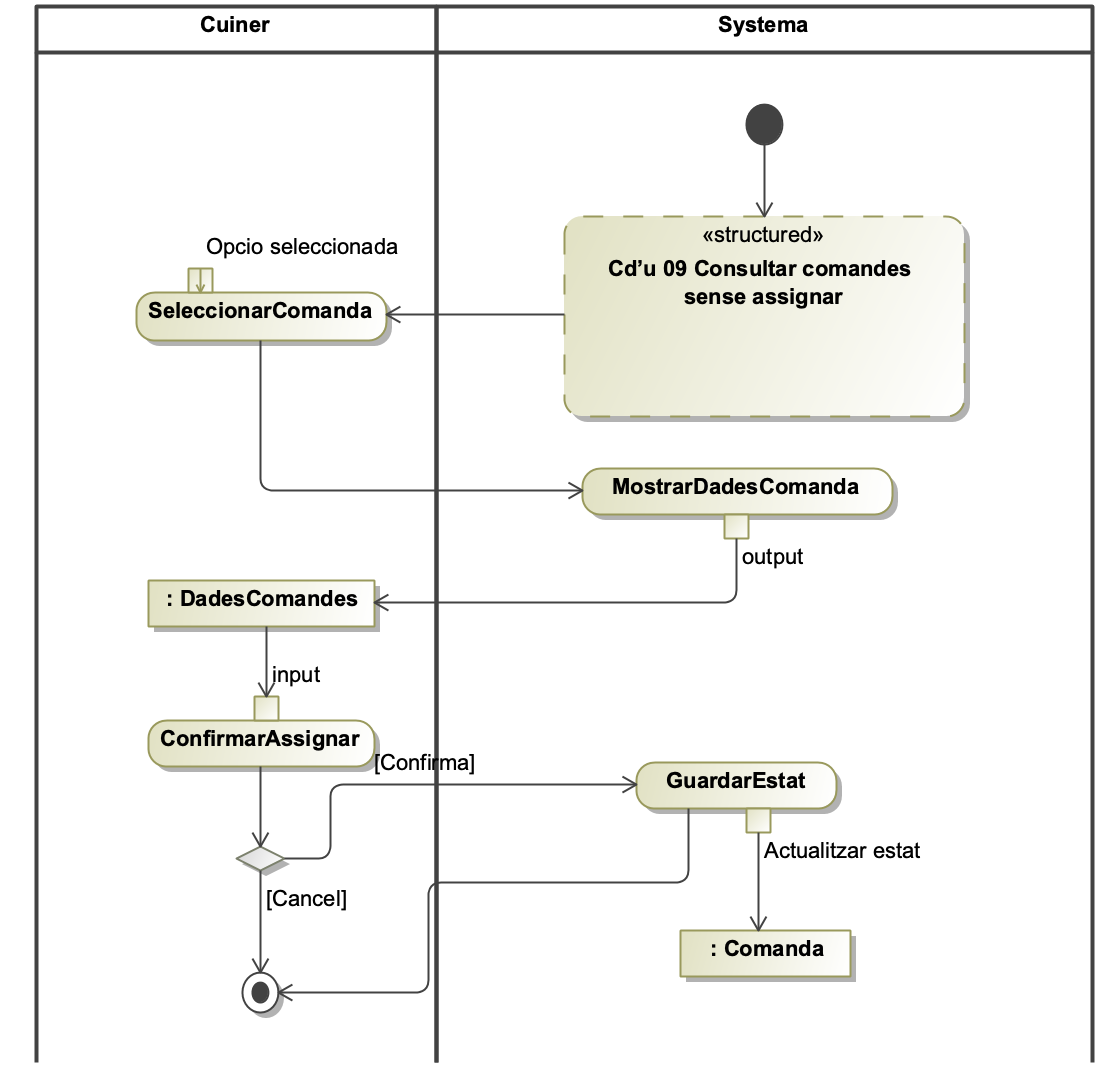 Cuiner
Systema
«structured»
Cd’u 09 Consultar comandes
sense assignar
Opcio seleccionada
SeleccionarComanda
MostrarDadesComanda
output
: DadesComandes
input
ConfirmarAssignar
[Confirma]
GuardarEstat
Actualitzar estat
[Cancel]
: Comanda